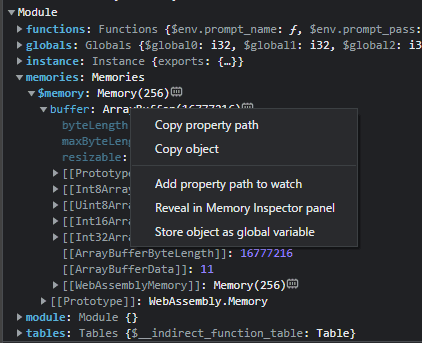 Module
functions: Functions {$env.prompt_name: ƒ, $env.prompt_pass:
globals: Globals {$global0: i32, $global1: i32, $global2: i3
instance: Instance {exports: {…}}
memories: Memories
$memory: Memory(256)
buffer: ArrayBuffer(16777216)
byteLength
maxByteLeng
resizable:
[[Prototype
[[Int8Array
[[Uint8Arra
[[Int16Arra
[[Int32Arra
Copy property path
Copy object
Add property path to watch
Reveal in Memory Inspector panel
Store object as global variable
[[ArrayBufferByteLength]]: 16777216
[[ArrayBufferData]]: 11
[[WebAssemblyMemory]]: Memory(256)
[[Prototype]]: WebAssembly.Memory
module: Module {}
tables: Tables {$__indirect_function_table: Table}